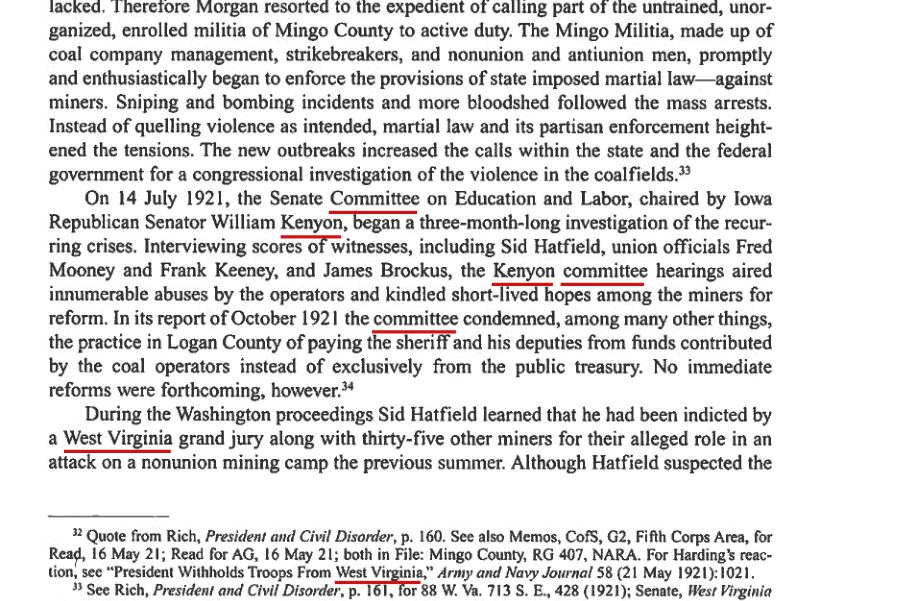 lacked. Therefore Morgan resorted to the expedient of calling part of the untrained, unor-
ganized, enrolled militia of Mingo County to active duty. The Mingo Militia, made up of
coal company management, strikebreakers, and nonunion and antiunion men, promptly
and enthusiastically began to enforce the provisions of state imposed martial law—against
miners. Sniping and bombing incidents and more bloodshed followed the mass arrests.
Instead of quelling violence as intended, martial law and its partisan enforcement height-
ened the tensions. The new outbreaks increased the calls within the state and the federal
government for a congressional investigation of the violence in the coalfields.³³
On 14 July 1921, the Senate Committee on Education and Labor, chaired by Iowa
Republican Senator William Kenyon, began a three-month-long investigation of the recur-
ring crises. Interviewing scores of witnesses, including Sid Hatfield, union officials Fred
Mooney and Frank Keeney, and James Brockus, the Kenyon committee hearings aired
innumerable abuses by the operators and kindled short-lived hopes among the miners for
reform. In its report of October 1921 the committee condemned, among many other things,
the practice in Logan County of paying the sheriff and his deputies from funds contributed
by the coal operators instead of exclusively from the public treasury. No immediate
reforms were forthcoming, however.³⁴
During the Washington proceedings Sid Hatfield learned that he had been indicted by
a West Virginia grand jury along with thirty-five other miners for their alleged role in an
attack on a nonunion mining camp the previous summer. Although Hatfield suspected the
³² Quote from Rich, President and Civil Disorder, p. 160. See also Memos, CofS, G2, Fifth Corps Area, for
Read, 16 May 21; Read for AG, 16 May 21; both in File: Mingo County, RG 407, NARA. For Harding's reac-
tion, see “President Withholds Troops From West Virginia,” Army and Navy Journal 58 (21 May 1921):1021.
³³ See Rich, President and Civil Disorder, p. 161, for 88 W. Va. 713 S. E., 428 (1921); Senate, West Virginia